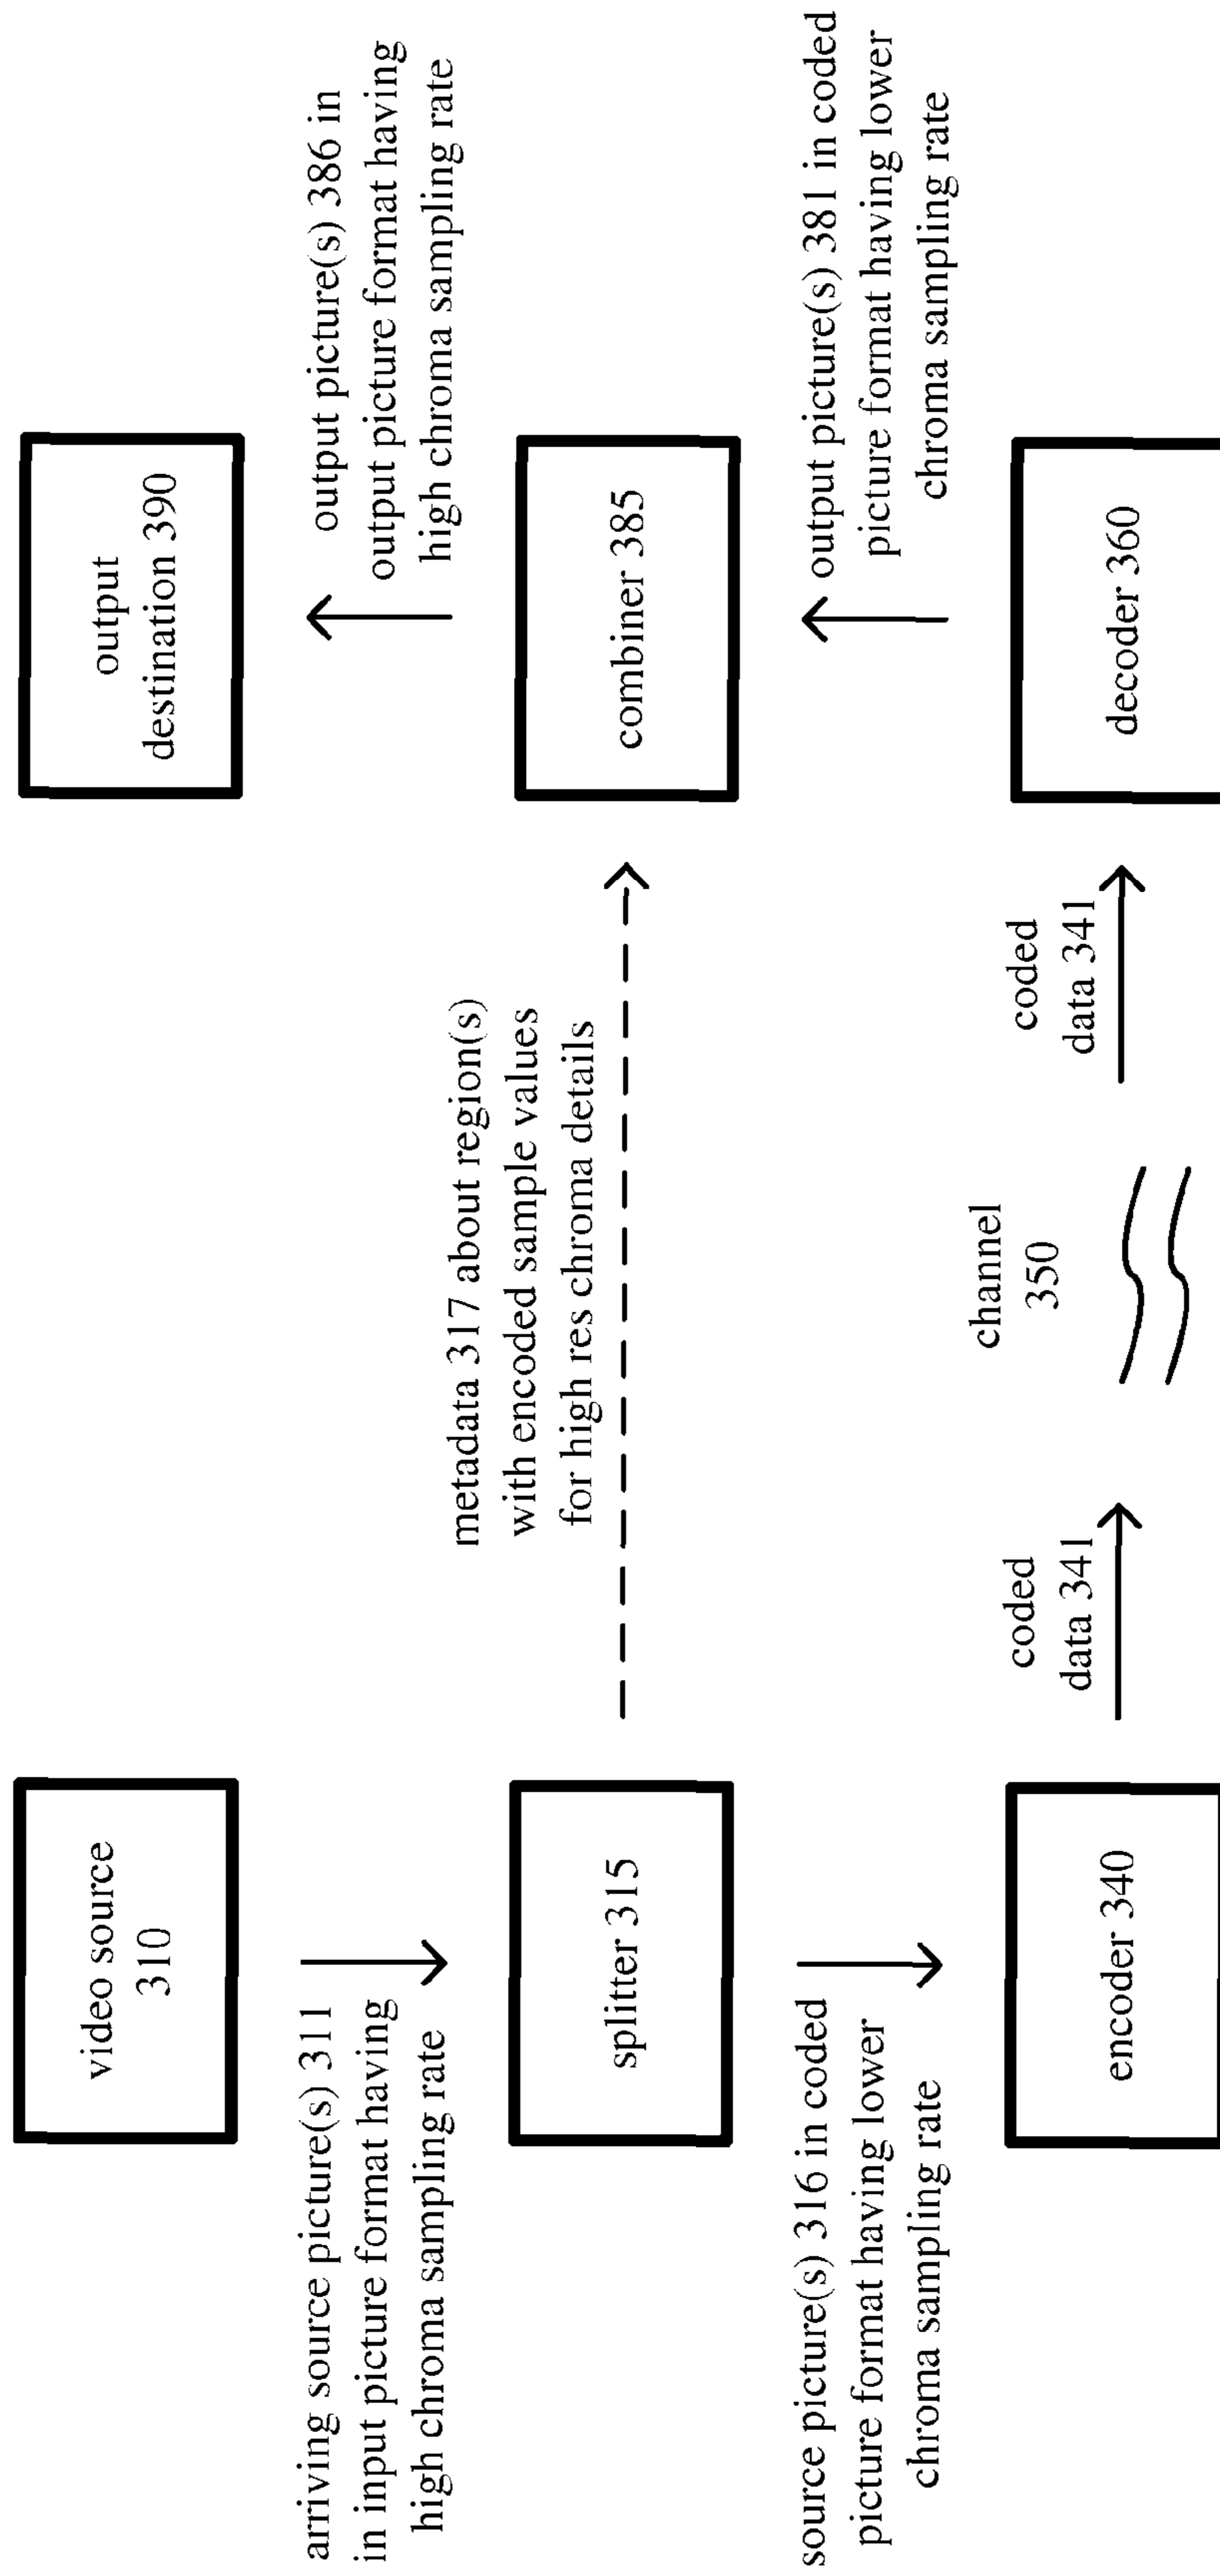 video source
310
arriving source picture(s) 311
in input picture format having
high chroma sampling rate
splitter 315
source picture(s) 316 in coded
picture format having lower
chroma sampling rate
encoder 340
coded
data 341
channel
350
coded
data 341
metadata 317 about region(s)
with encoded sample values
for high res chroma details
decoder 360
output picture(s) 381 in coded
picture format having lower
chroma sampling rate
combiner 385
output picture(s) 386 in
output picture format having
high chroma sampling rate
output
destination 390